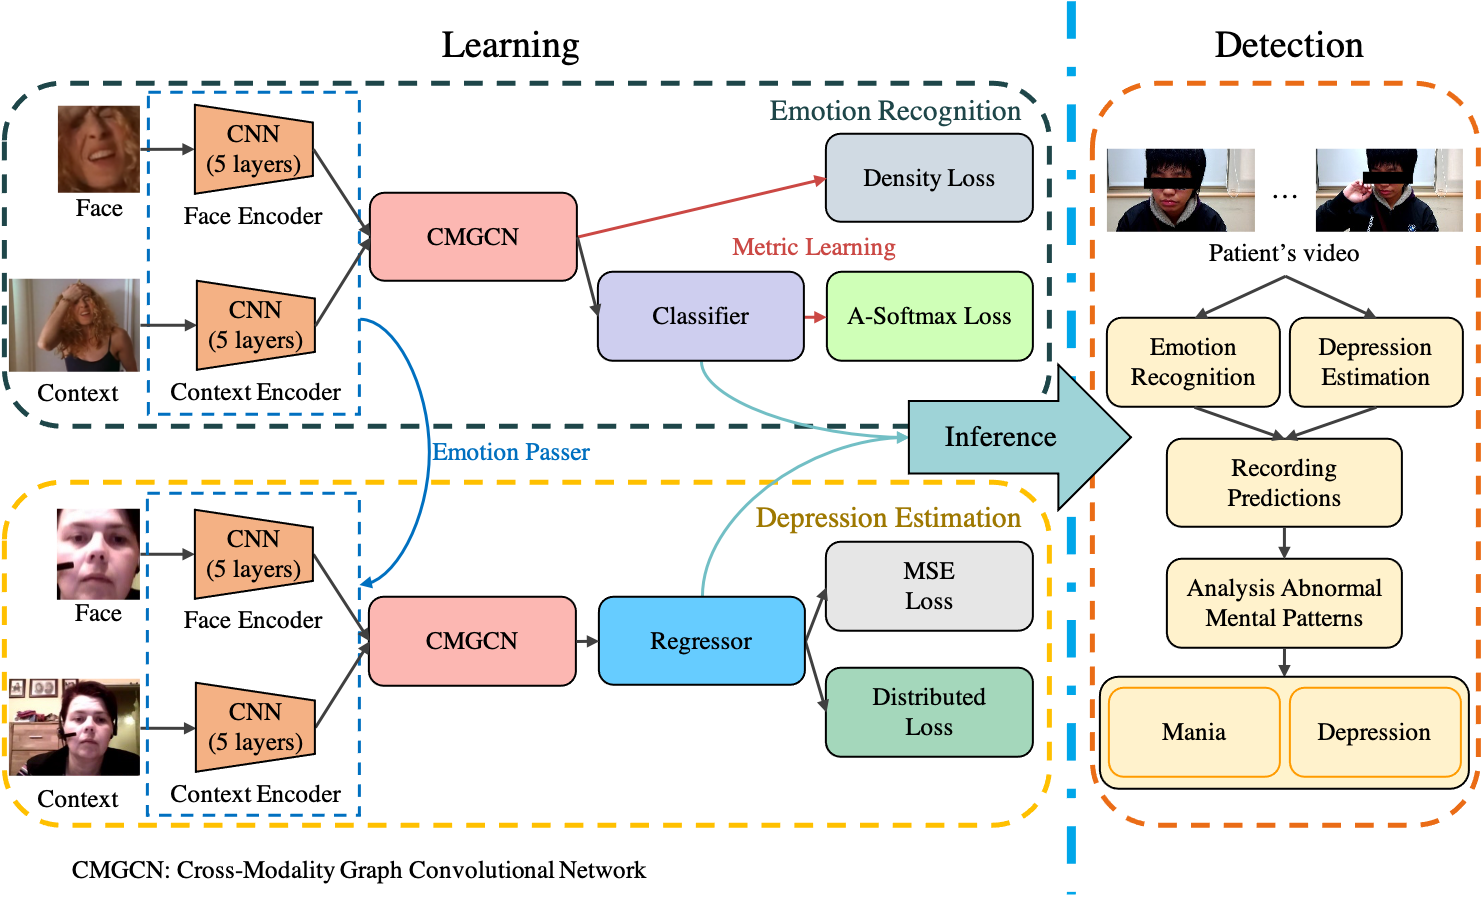 Learning
Detection
Emotion Recognition
CNN
(5 layers)
Face
Face Encoder
CMGCN
Density Loss
Metric Learning
CNN
(5 layers)
Classifier
A-Softmax Loss
Context
Context Encoder
Emotion Passer
Inference
Depression Estimation
CNN
(5 layers)
Face
Face Encoder
CMGCN
Regressor
MSE
Loss
CNN
(5 layers)
Distributed
Loss
Context
Context Encoder
CMGCN: Cross-Modality Graph Convolutional Network
...
Patient's video
Emotion
Recognition
Depression
Estimation
Recording
Predictions
Analysis Abnormal
Mental Patterns
Mania
Depression